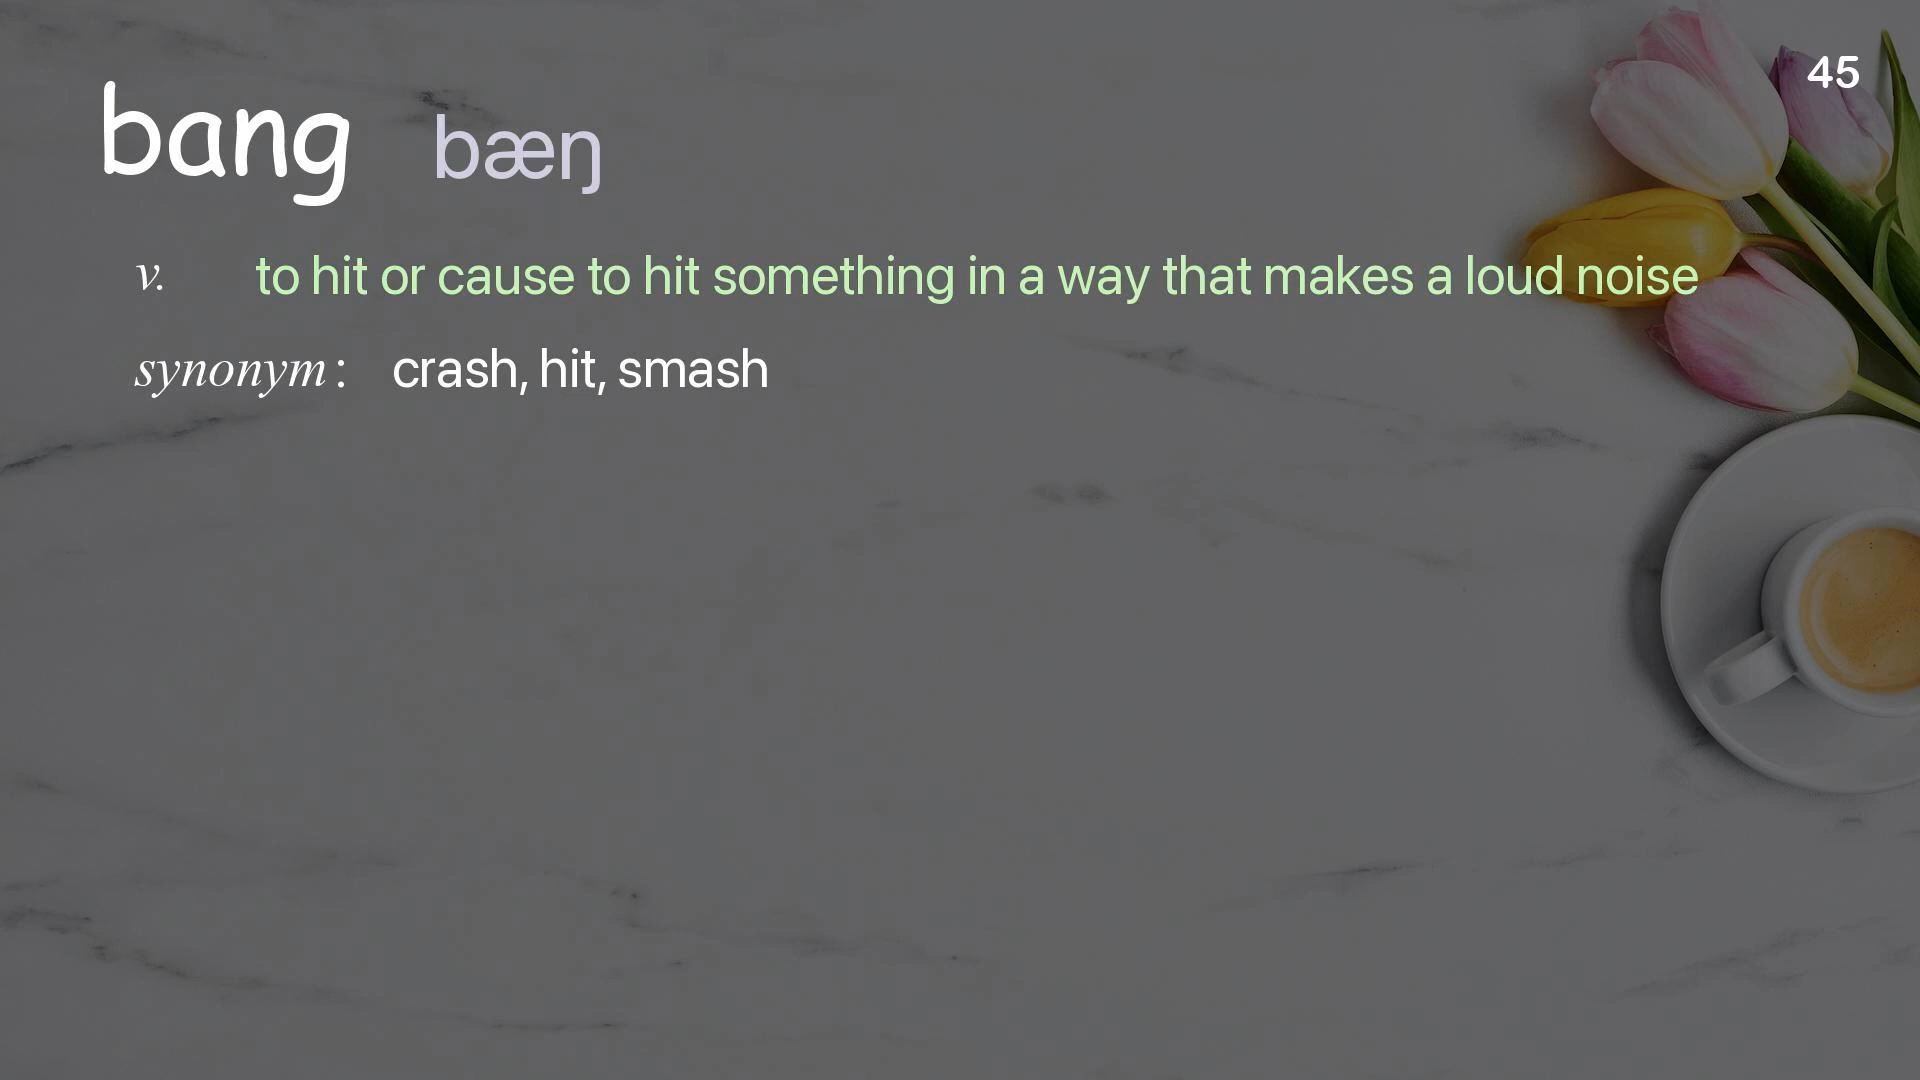 45
bang bæŋ
v. to hit or cause to hit something in a way that makes a loud noise
synonym : crash, hit, smash